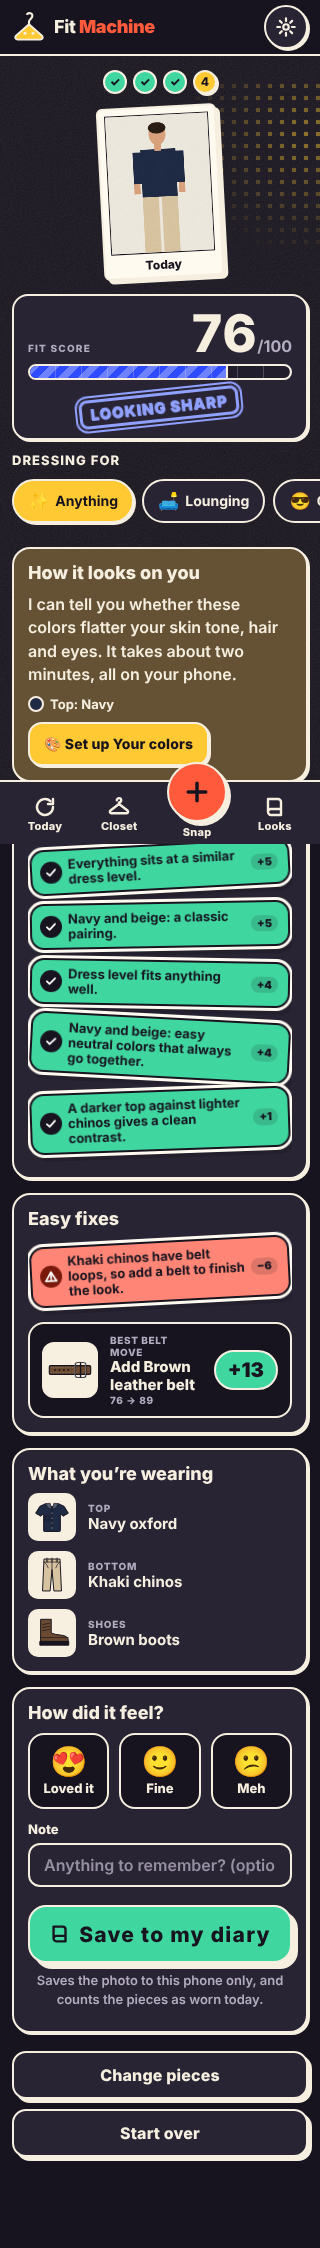 Fit Machine
4
Today
FIT SCORE
76/100
LOOKING SHARP
DRESSING FOR
Anything
Lounging
How it looks on you
I can tell you whether these
colors flatter your skin tone, hair
and eyes. It takes about two
minutes, all on your phone.
Top: Navy
Set up Your colors
Today
Closet
Snap
Looks
Everything sits at a similar
dress level.
+5
Navy and beige: a classic
pairing.
+5
Dress level fits anything
well.
+4
Navy and beige: easy
neutral colors that always
go together.
+4
A darker top against lighter
chinos gives a clean
contrast.
+1
Easy fixes
Khaki chinos have belt
loops, so add a belt to finish
the look.
−6
BEST BELT
MOVE
Add Brown
leather belt
76 → 89
+13
What you’re wearing
TOP
Navy oxford
BOTTOM
Khaki chinos
SHOES
Brown boots
How did it feel?
Loved it
Fine
Meh
Note
Anything to remember? (optio
Save to my diary
Saves the photo to this phone only, and
counts the pieces as worn today.
Change pieces
Start over